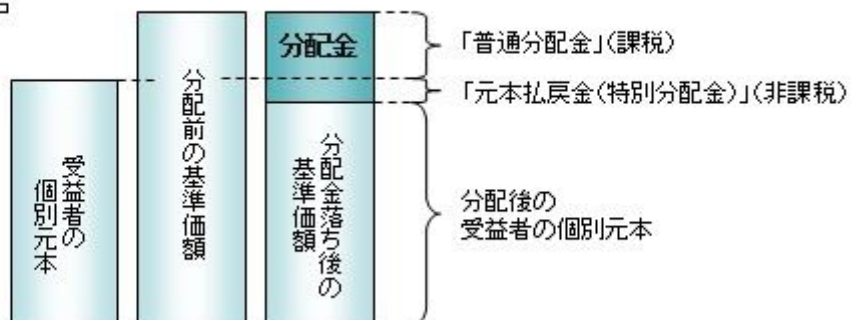 分配金
「普通分配金」(課税)
「元本払戻金(特別分配金)」(非課税)
受益者の
個別元本
分配前の基準価額
分配金落ち後の
基準価額
分配後の
受益者の個別元本